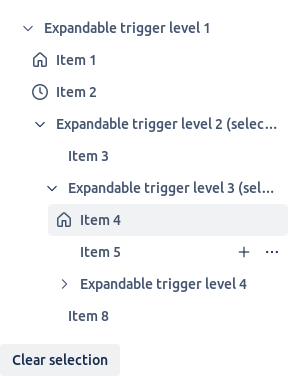 Expandable trigger level 1
Item 1
Item 2
Expandable trigger level 2 (selec...
Item 3
Expandable trigger level 3 (sel...
Item 4
Item 5
Expandable trigger level 4
Item 8
Clear selection